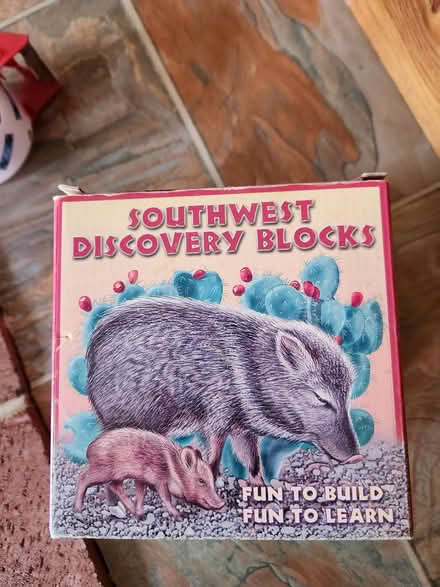 SOUTHWEST
DISCOVERY BLOCKS
FUN TO BUILD
FUN TO LEARN